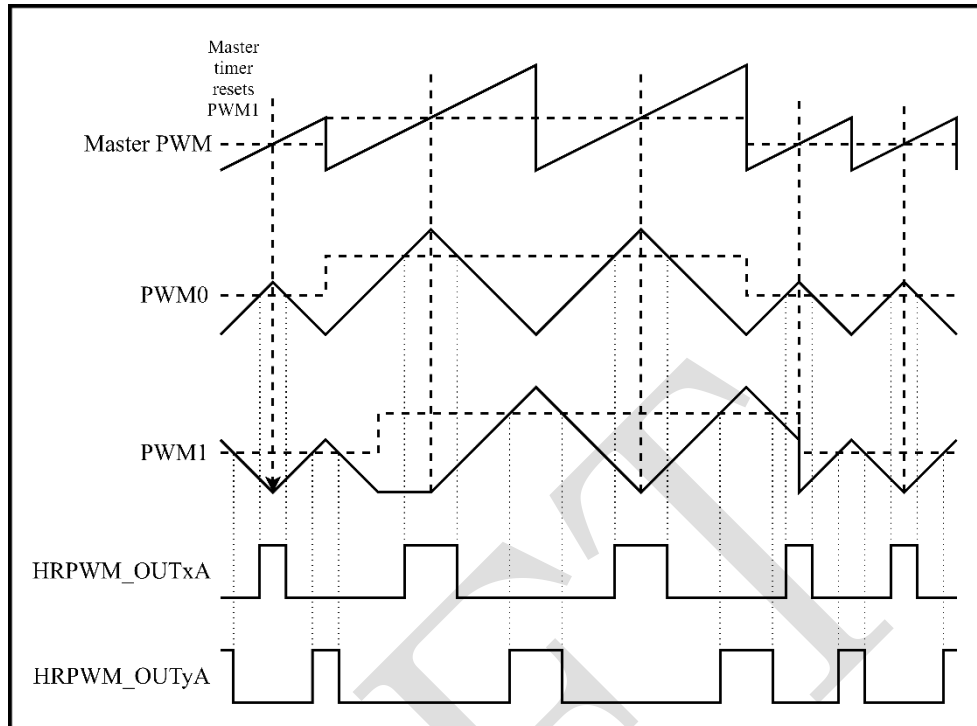 Master
timer
resets
PWM1
Master PWM
PWM0
PWM1
HRPWM_OUTxA
HRPWM_OUTyA